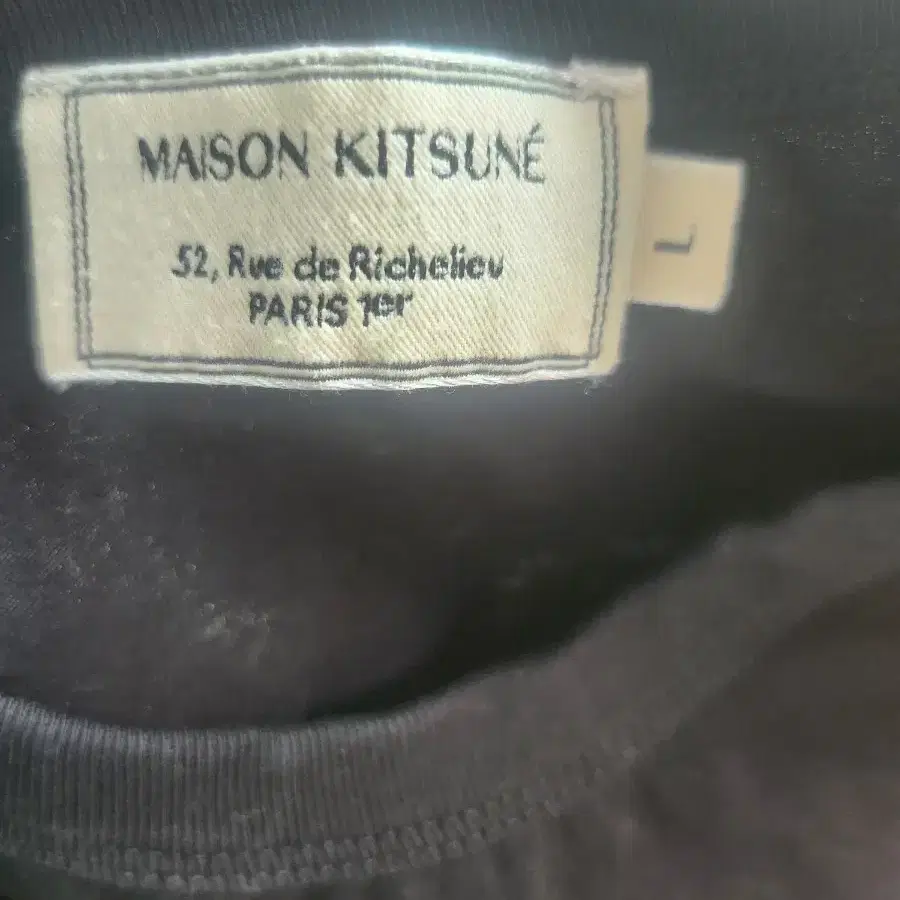 MAISON KITSUNÉ
52, Rue de Richelieu
PARIS 1er
L